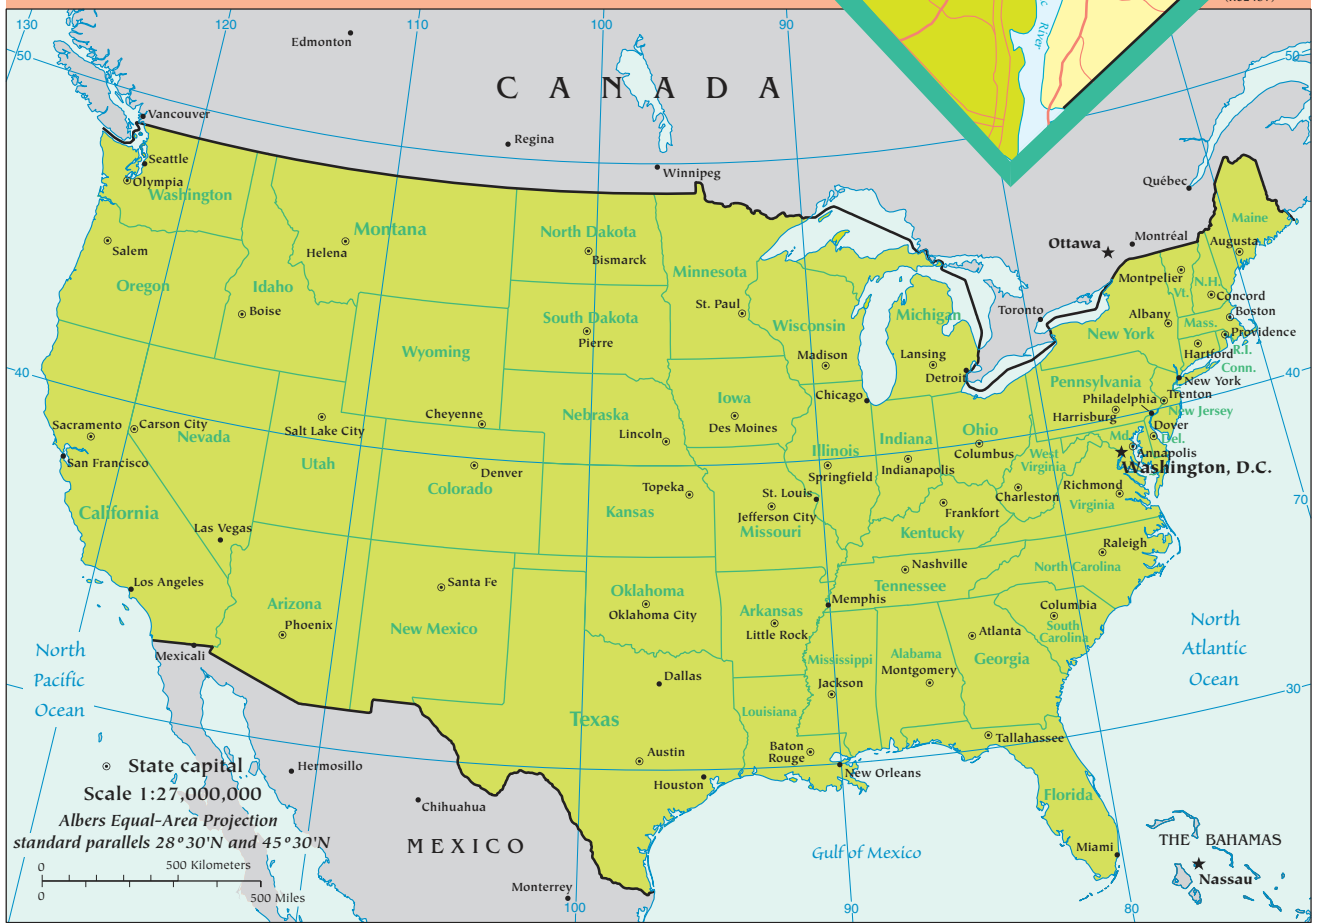 130
120
110
100
90
50
50
Edmonton
CANADA
River
Vancouver
Regina
Winnipeg
Seattle
Olympia
Washington
Québec
Montana
North Dakota
Maine
Salem
Helena
Bismarck
Minnesota
Ottawa
Montréal
Augusta
Oregon
Idaho
Montpelier
Vt.
N.H.
Concord
Boise
St. Paul
South Dakota
Pierre
Wisconsin
Michigan
Toronto
Albany
New York
Mass.
Boston
Providence
Wyoming
Madison
Lansing
Detroit
Hartford
R.I.
Conn.
40
40
Pennsylvania
New York
Cheyenne
Nebraska
Iowa
Chicago
Philadelphia
Trenton
Harrisburg
New Jersey
Sacramento
Carson City
Nevada
Salt Lake City
Lincoln
Des Moines
Illinois
Indiana
Ohio
Columbus
Dover
Md.
Del.
Annapolis
Washington, D.C.
San Francisco
Utah
Denver
Colorado
Springfield
Indianapolis
West
Virginia
Topeka
St. Louis
Jefferson City
Missouri
Charleston
Richmond
Virginia
70
California
Las Vegas
Kansas
Frankfort
Kentucky
Raleigh
Los Angeles
Santa Fe
Oklahoma
Oklahoma City
Nashville
Tennessee
North Carolina
Arizona
Phoenix
New Mexico
Arkansas
Little Rock
Memphis
Columbia
South
Carolina
Atlanta
Georgia
North
Atlantic
Ocean
North
Pacific
Ocean
Mexicali
Mississippi
Jackson
Alabama
Montgomery
Dallas
30
Texas
Louisiana
Austin
Baton
Rouge
Tallahassee
Houston
New Orleans
State capital
Scale 1:27,000,000
Albers Equal-Area Projection
standard parallels 28°30'N and 45°30'N
0 500 Kilometers
0 500 Miles
Hermosillo
Chihuahua
MEXICO
Monterrey
Florida
Miami
Gulf of Mexico
THE BAHAMAS
Nassau
100
90
80